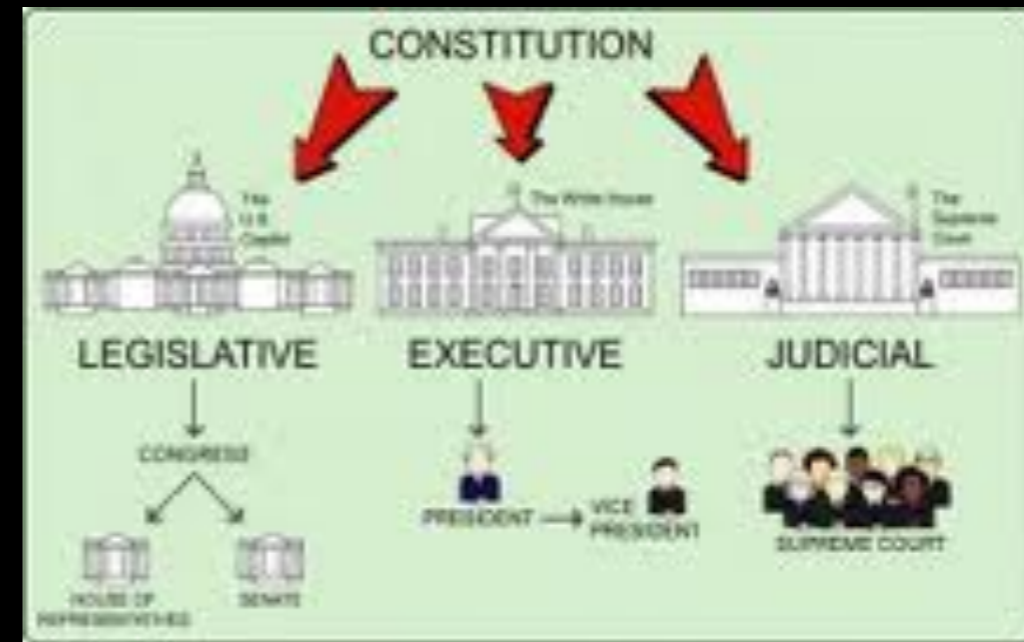 CONSTITUTION
The
U.S.
Capitol
The White House
The
Supreme
Court
LEGISLATIVE
EXECUTIVE
JUDICIAL
CONGRESS
PRESIDENT
VICE
PRESIDENT
SUPREME COURT
HOUSE OF
REPRESENTATIVES
SENATE